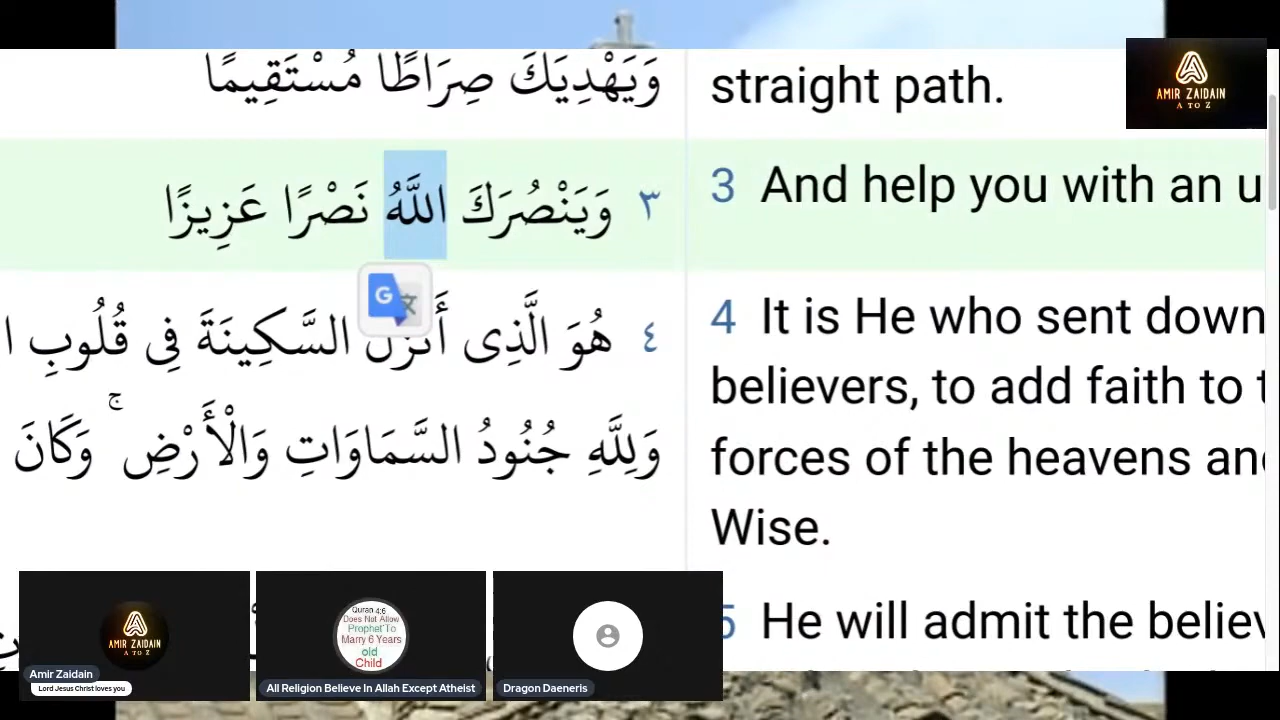 وَيَهْدِيَكَ صِرَاطًا مُسْتَقِيمًا
straight path.
AMIR ZAIDAIN
A TO Z
٣ وَيَنْصُرَكَ اللَّهُ نَصْرًا عَزِيزًا
3 And help you with an u
٤ هُوَ الَّذِى أَنْزَلَ السَّكِينَةَ فِى قُلُوبِ ا
وَلِلَّهِ جُنُودُ السَّمَاوَاتِ وَالْأَرْضِ ۚ وَكَانَ
4 It is He who sent down
believers, to add faith to t
forces of the heavens an
Wise.
5 He will admit the believ
AMIR ZAIDAIN
A TO Z
Amir Zaidain
Lord Jesus Christ loves you
Quran 4:6
Does Not Allow
Prophet To
Marry 6 Years
old
Child
All Religion Believe In Allah Except Atheist
Dragon Daeneris